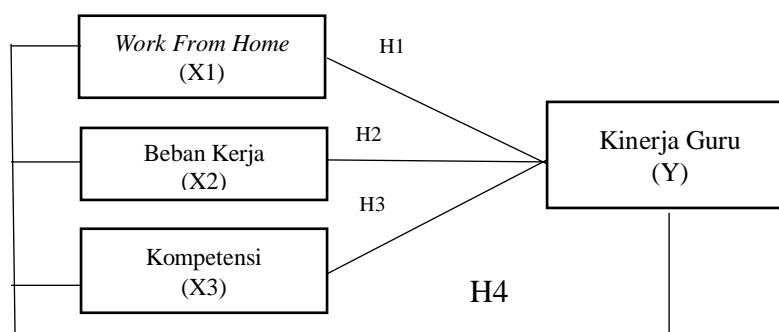 Work From Home
(X1)
H1
Beban Kerja
(X2)
H2
Kinerja Guru
(Y)
H3
Kompetensi
(X3)
H4